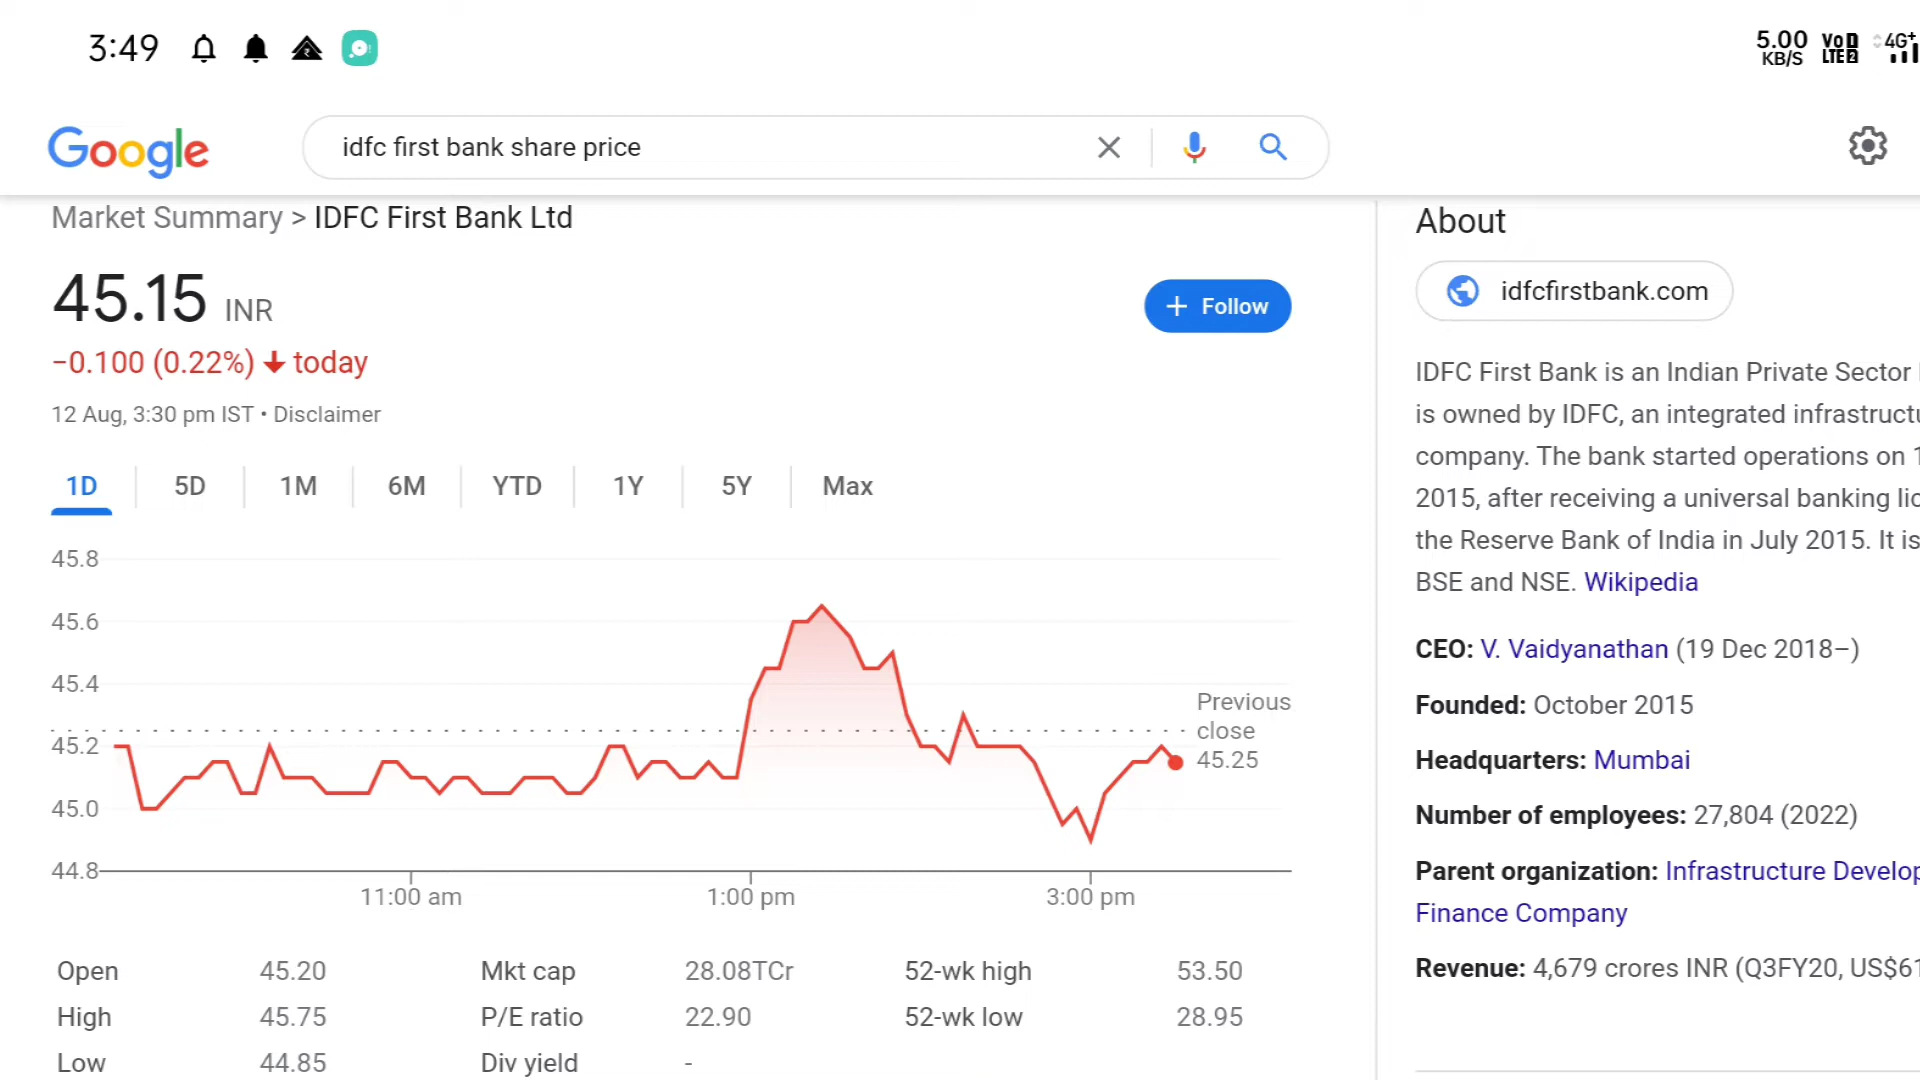 3:49
5.00 KB/S VoLTE 1 2 4G+
Google
idfc first bank share price
Market Summary > IDFC First Bank Ltd
45.15 INR
+ Follow
−0.100 (0.22%) ↓ today
12 Aug, 3:30 pm IST • Disclaimer
1D 5D 1M 6M YTD 1Y 5Y Max
45.8
45.6
45.4
45.2
45.0
44.8
Previous
close
45.25
11:00 am 1:00 pm 3:00 pm
Open 45.20 Mkt cap 28.08TCr 52-wk high 53.50
High 45.75 P/E ratio 22.90 52-wk low 28.95
Low 44.85 Div yield -
About
idfcfirstbank.com
IDFC First Bank is an Indian Private Sector
is owned by IDFC, an integrated infrastructu
company. The bank started operations on 1
2015, after receiving a universal banking lic
the Reserve Bank of India in July 2015. It is
BSE and NSE. Wikipedia
CEO: V. Vaidyanathan (19 Dec 2018–)
Founded: October 2015
Headquarters: Mumbai
Number of employees: 27,804 (2022)
Parent organization: Infrastructure Develop
Finance Company
Revenue: 4,679 crores INR (Q3FY20, US$61